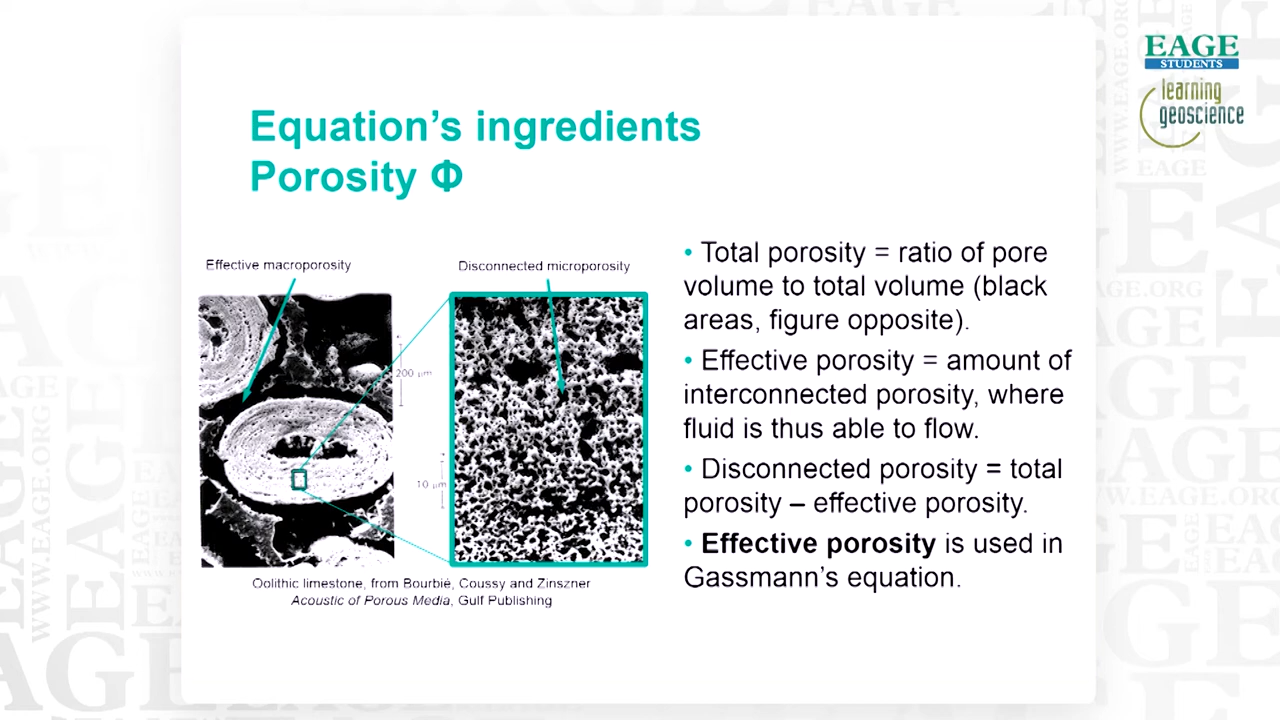 EAGE
STUDENTS
learning
geoscience
Equation's ingredients
Porosity Φ
Effective macroporosity
Disconnected microporosity
200 µm
10 µm
Oolithic limestone, from Bourbié, Coussy and Zinszner
Acoustic of Porous Media, Gulf Publishing
• Total porosity = ratio of pore
volume to total volume (black
areas, figure opposite).
• Effective porosity = amount of
interconnected porosity, where
fluid is thus able to flow.
• Disconnected porosity = total
porosity – effective porosity.
• Effective porosity is used in
Gassmann's equation.